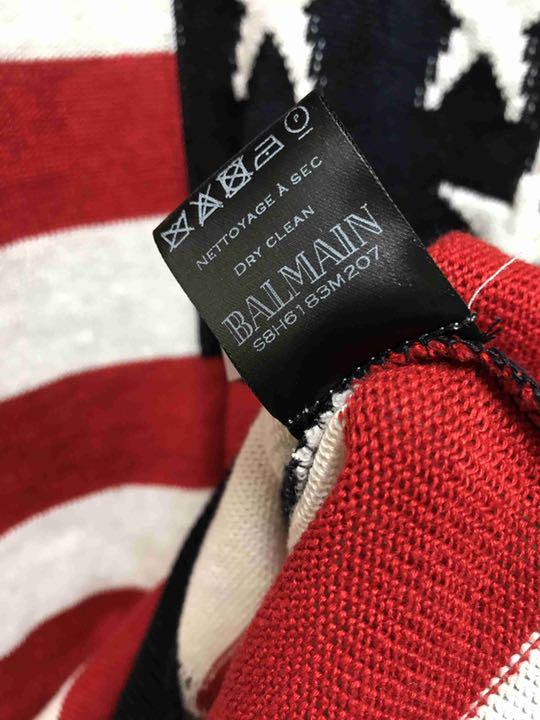 P
NETTOYAGE À SEC
DRY CLEAN
BALMAIN
S8H6183M207